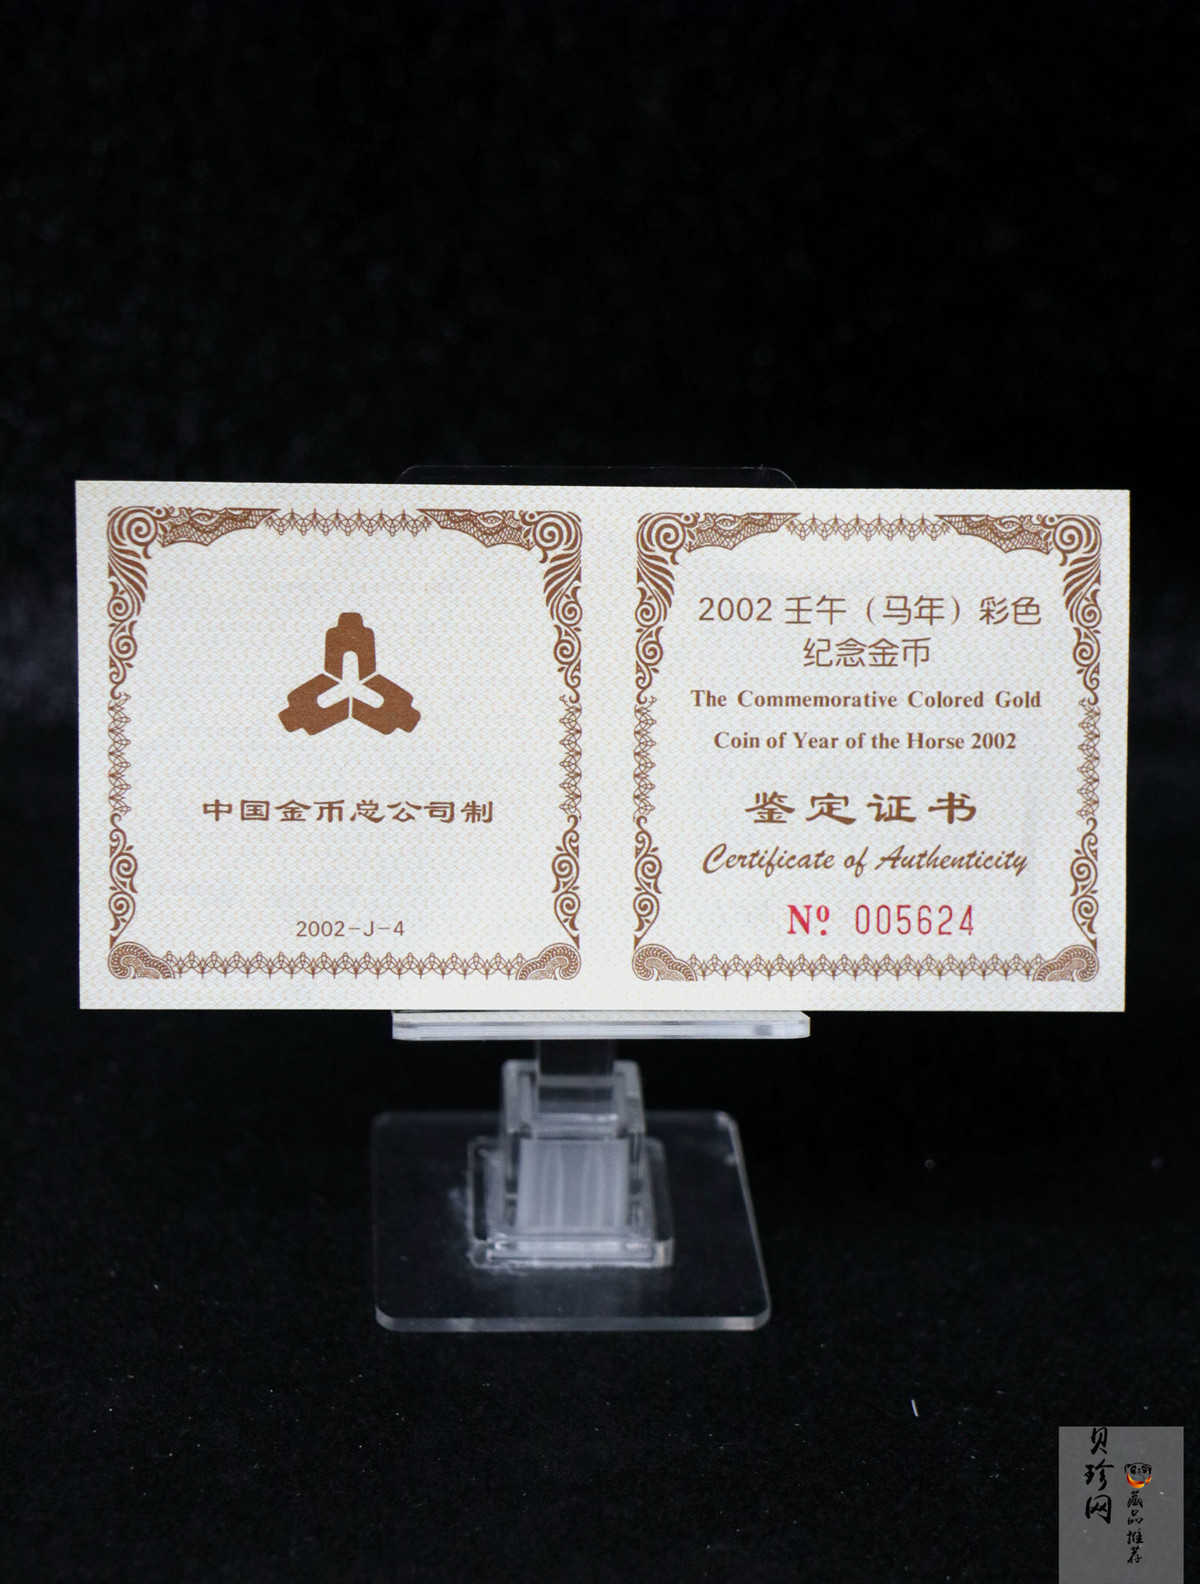 中国金币总公司制
2002-J-4
2002 壬午（马年）彩色
纪念金币
The Commemorative Colored Gold
Coin of Year of the Horse 2002
鉴定证书
Certificate of Authenticity
Nº 005624
贝珍网
藏品推荐